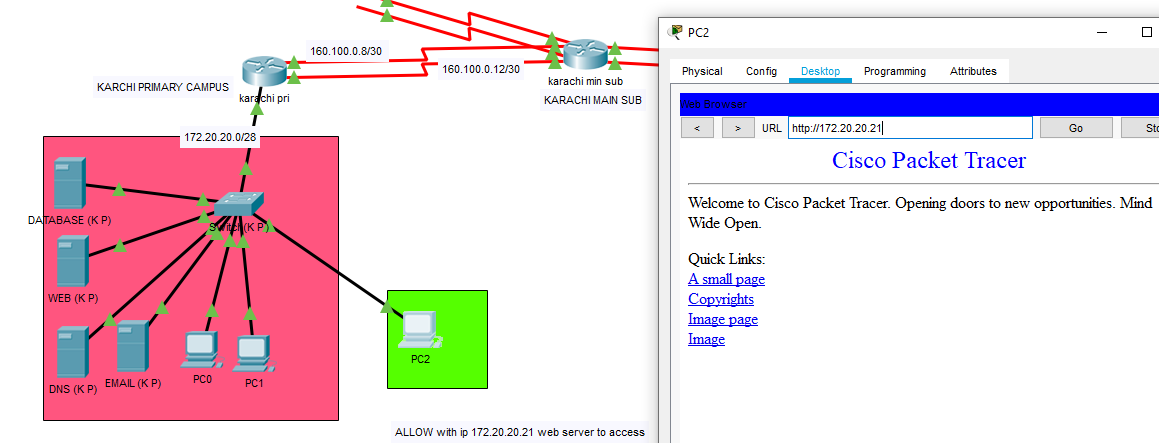 160.100.0.8/30
160.100.0.12/30
KARCHI PRIMARY CAMPUS
karachi pri
karachi min sub
KARACHI MAIN SUB
172.20.20.0/28
DATABASE (K P)
Switch(K P)
WEB (K P)
DNS (K P)
EMAIL (K P)
PC0
PC1
PC2
ALLOW with ip 172.20.20.21 web server to access
PC2
Physical Config Desktop Programming Attributes
Web Browser
< > URL http://172.20.20.21 Go Sto
Cisco Packet Tracer
Welcome to Cisco Packet Tracer. Opening doors to new opportunities. Mind
Wide Open.
Quick Links:
A small page
Copyrights
Image page
Image